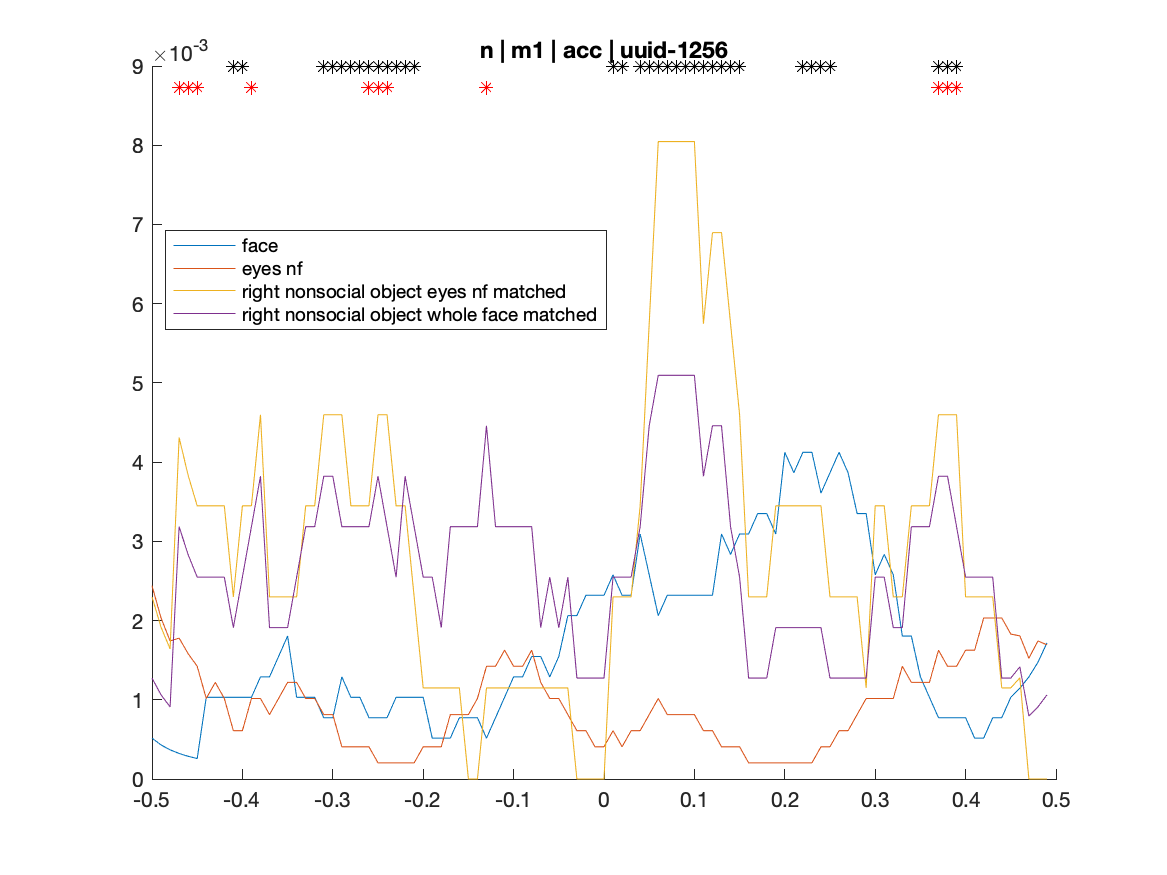 n | m1 | acc | uuid-1256
×10-3
9
8
7
6
5
4
3
2
1
0
face
eyes nf
right nonsocial object eyes nf matched
right nonsocial object whole face matched
-0.5 -0.4 -0.3 -0.2 -0.1 0 0.1 0.2 0.3 0.4 0.5